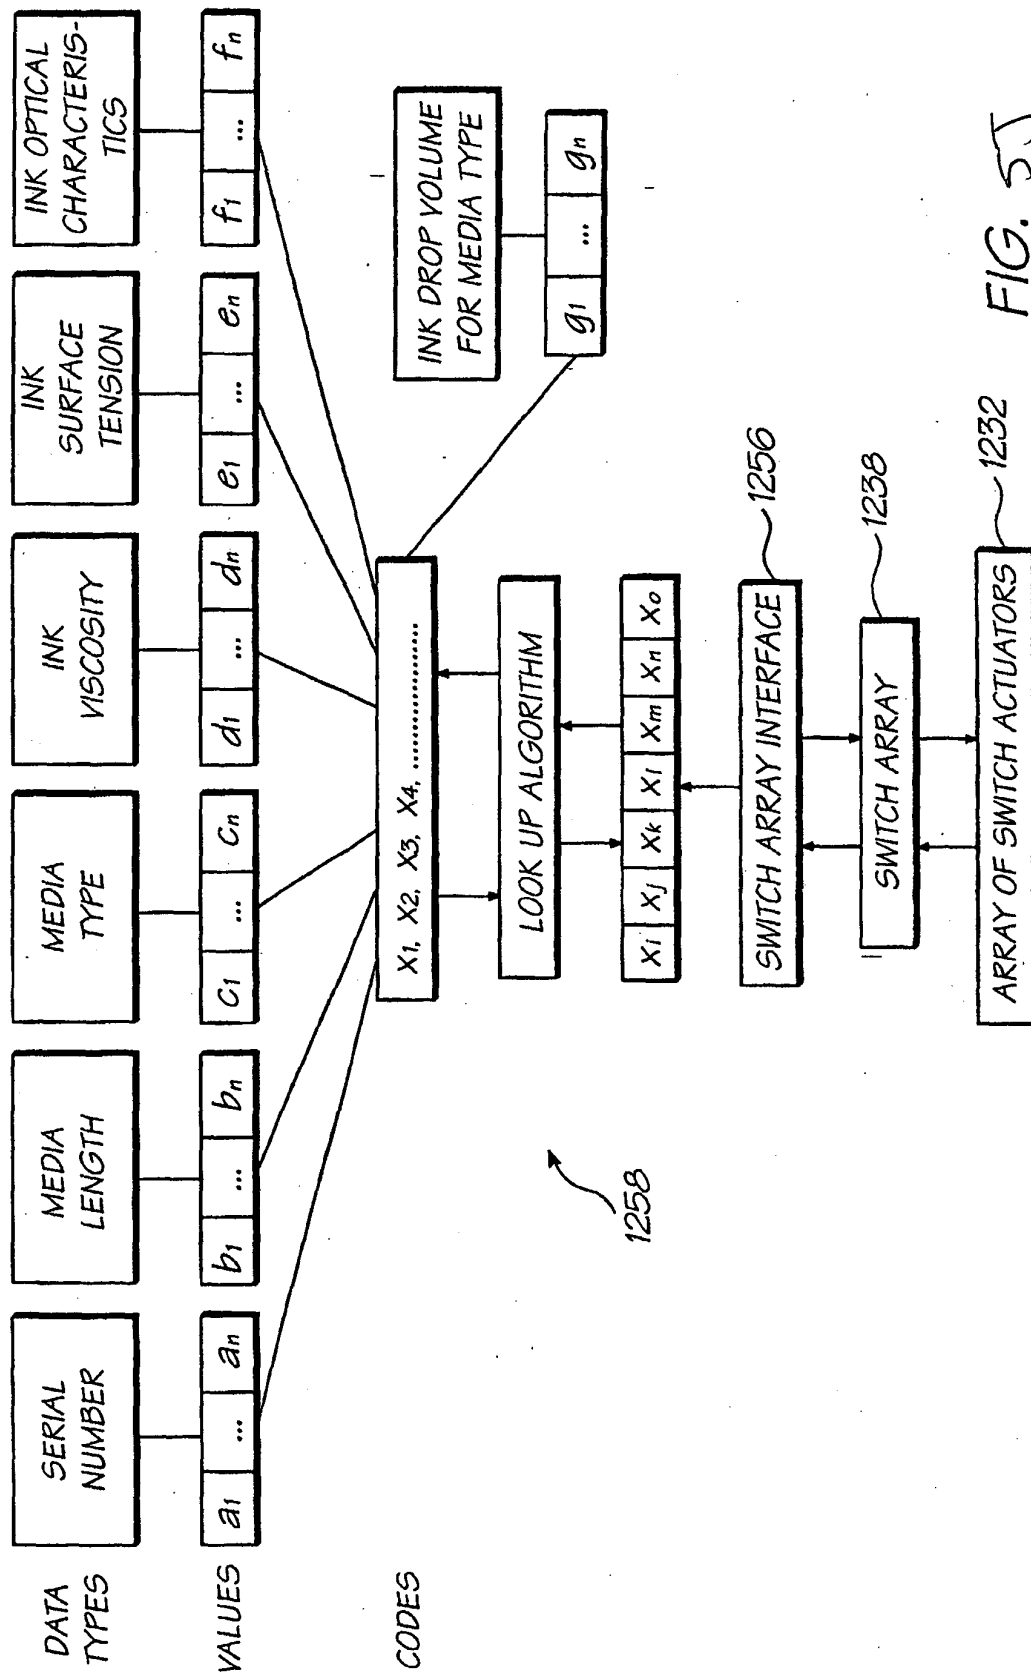 DATA
TYPES
SERIAL
NUMBER
MEDIA
LENGTH
MEDIA
TYPE
INK
VISCOSITY
INK
SURFACE
TENSION
INK OPTICAL
CHARACTERIS-
TICS
VALUES
a1 ... an
b1 ... bn
c1 ... cn
d1 ... dn
e1 ... en
f1 ... fn
CODES
X1, X2, X3, X4, ......................
INK DROP VOLUME
FOR MEDIA TYPE
g1 ... gn
LOOK UP ALGORITHM
Xi Xj Xk Xl Xm Xn Xo
1258
SWITCH ARRAY INTERFACE
1256
SWITCH ARRAY
1238
ARRAY OF SWITCH ACTUATORS
1232
FIG. 55